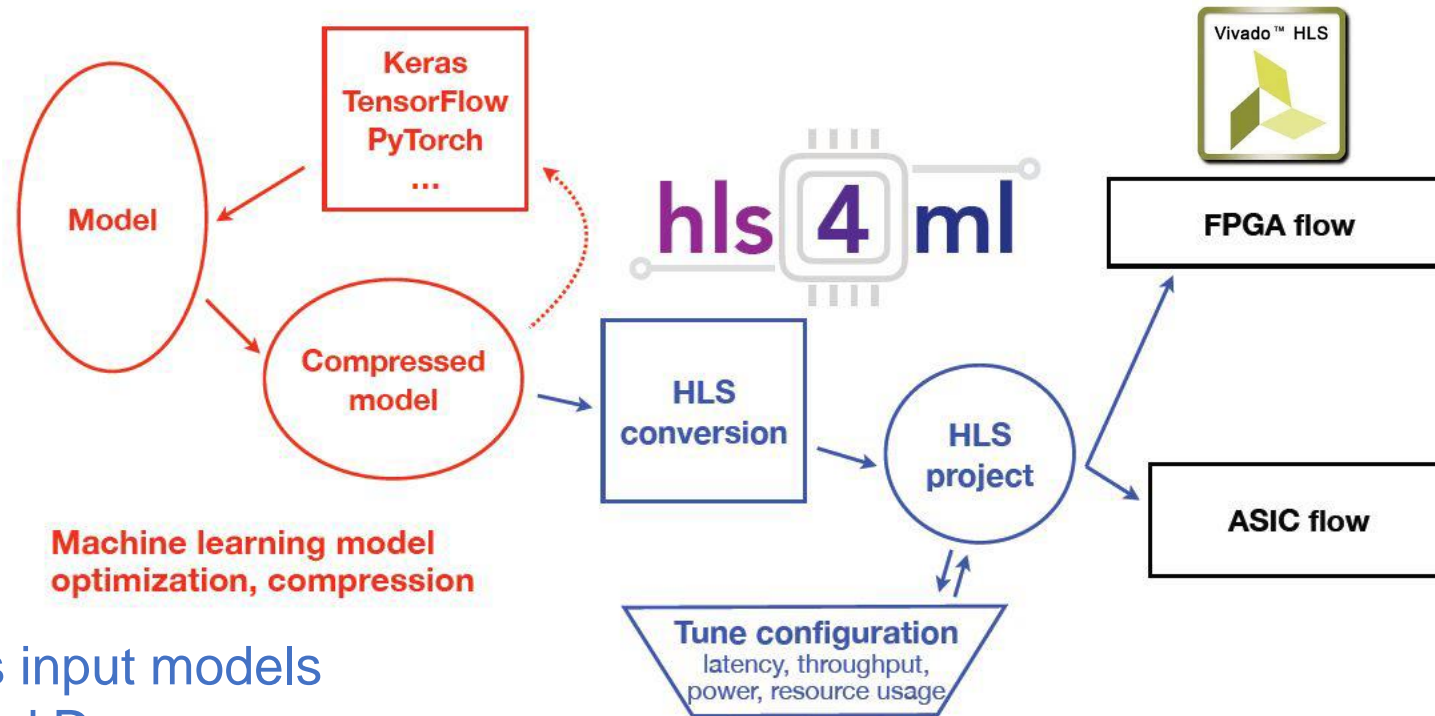 Vivado™ HLS
Keras
TensorFlow
PyTorch
...
Model
hls 4 ml
FPGA flow
Compressed
model
HLS
conversion
HLS
project
ASIC flow
Machine learning model
optimization, compression
Tune configuration
latency, throughput,
power, resource usage
input models